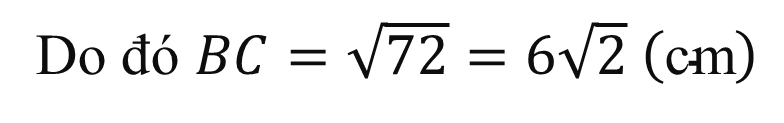 Do đó BC = √72 = 6√2 (cm)